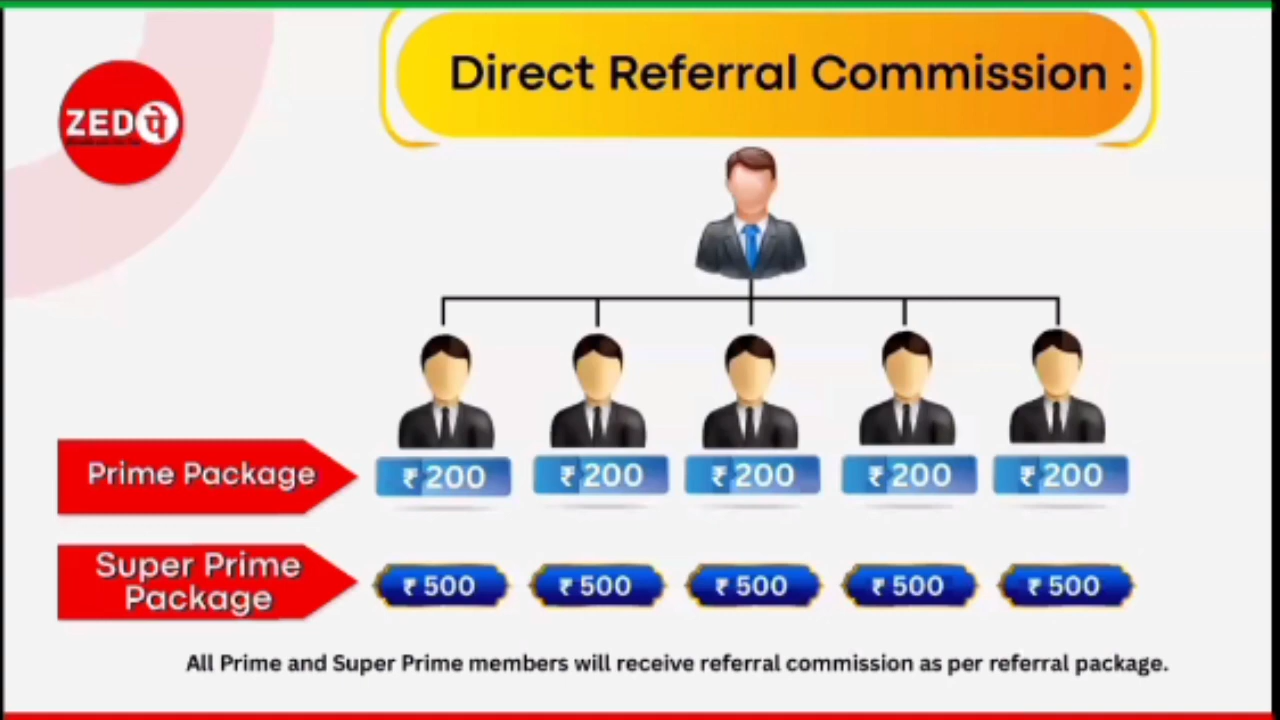 Direct Referral Commission :
ZEDपे
Prime Package
₹ 200
₹ 200
₹ 200
₹ 200
₹ 200
Super Prime
Package
₹ 500
₹ 500
₹ 500
₹ 500
₹ 500
All Prime and Super Prime members will receive referral commission as per referral package.